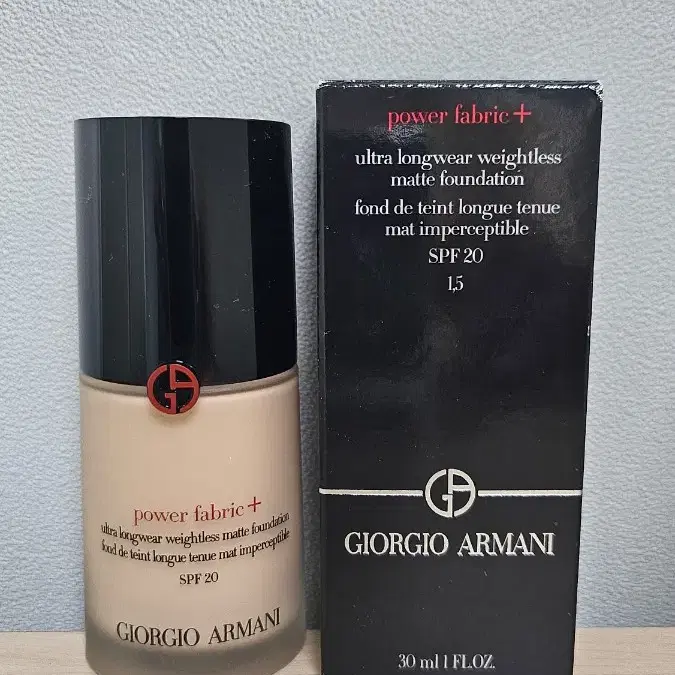 power fabric+
ultra longwear weightless matte foundation
fond de teint longue tenue mat imperceptible
SPF 20
GIORGIO ARMANI
power fabric+
ultra longwear weightless
matte foundation
fond de teint longue tenue
mat imperceptible
SPF 20
1,5
GIORGIO ARMANI
30 ml 1 FL.OZ.